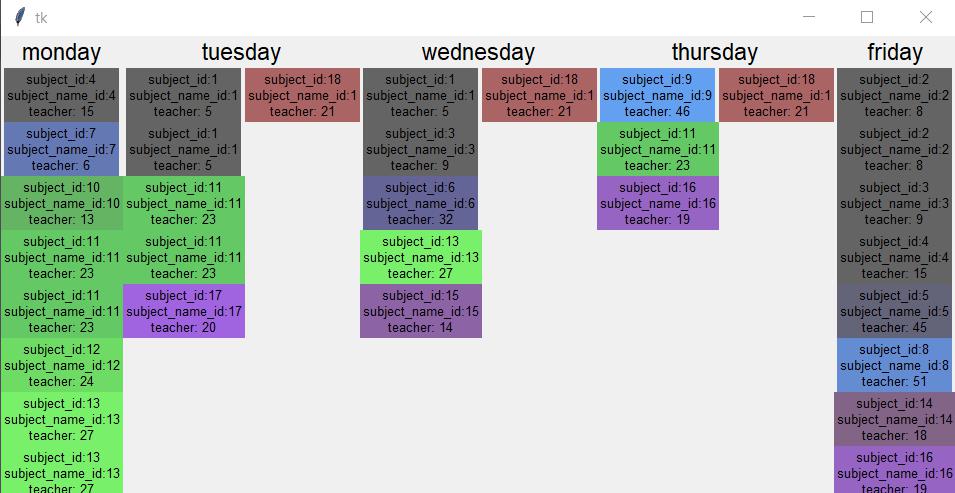 tk
monday tuesday wednesday thursday friday
subject_id:4
subject_name_id:4
teacher: 15
subject_id:7
subject_name_id:7
teacher: 6
subject_id:10
subject_name_id:10
teacher: 13
subject_id:11
subject_name_id:11
teacher: 23
subject_id:11
subject_name_id:11
teacher: 23
subject_id:12
subject_name_id:12
teacher: 24
subject_id:13
subject_name_id:13
teacher: 27
subject_id:13
subject_name_id:13
teacher: 27
subject_id:1
subject_name_id:1
teacher: 5
subject_id:1
subject_name_id:1
teacher: 5
subject_id:11
subject_name_id:11
teacher: 23
subject_id:11
subject_name_id:11
teacher: 23
subject_id:17
subject_name_id:17
teacher: 20
subject_id:18
subject_name_id:1
teacher: 21
subject_id:1
subject_name_id:1
teacher: 5
subject_id:3
subject_name_id:3
teacher: 9
subject_id:6
subject_name_id:6
teacher: 32
subject_id:13
subject_name_id:13
teacher: 27
subject_id:15
subject_name_id:15
teacher: 14
subject_id:18
subject_name_id:1
teacher: 21
subject_id:9
subject_name_id:9
teacher: 46
subject_id:11
subject_name_id:11
teacher: 23
subject_id:16
subject_name_id:16
teacher: 19
subject_id:18
subject_name_id:1
teacher: 21
subject_id:2
subject_name_id:2
teacher: 8
subject_id:2
subject_name_id:2
teacher: 8
subject_id:3
subject_name_id:3
teacher: 9
subject_id:4
subject_name_id:4
teacher: 15
subject_id:5
subject_name_id:5
teacher: 45
subject_id:8
subject_name_id:8
teacher: 51
subject_id:14
subject_name_id:14
teacher: 18
subject_id:16
subject_name_id:16
teacher: 19